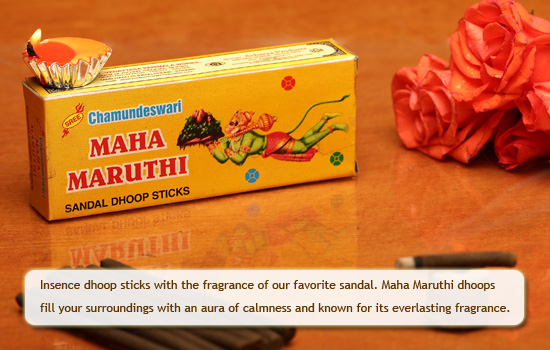 SREE
Chamundeswari
MAHA
MARUTHI
SANDAL DHOOP STICKS
Insence dhoop sticks with the fragrance of our favorite sandal. Maha Maruthi dhoops
fill your surroundings with an aura of calmness and known for its everlasting fragrance.